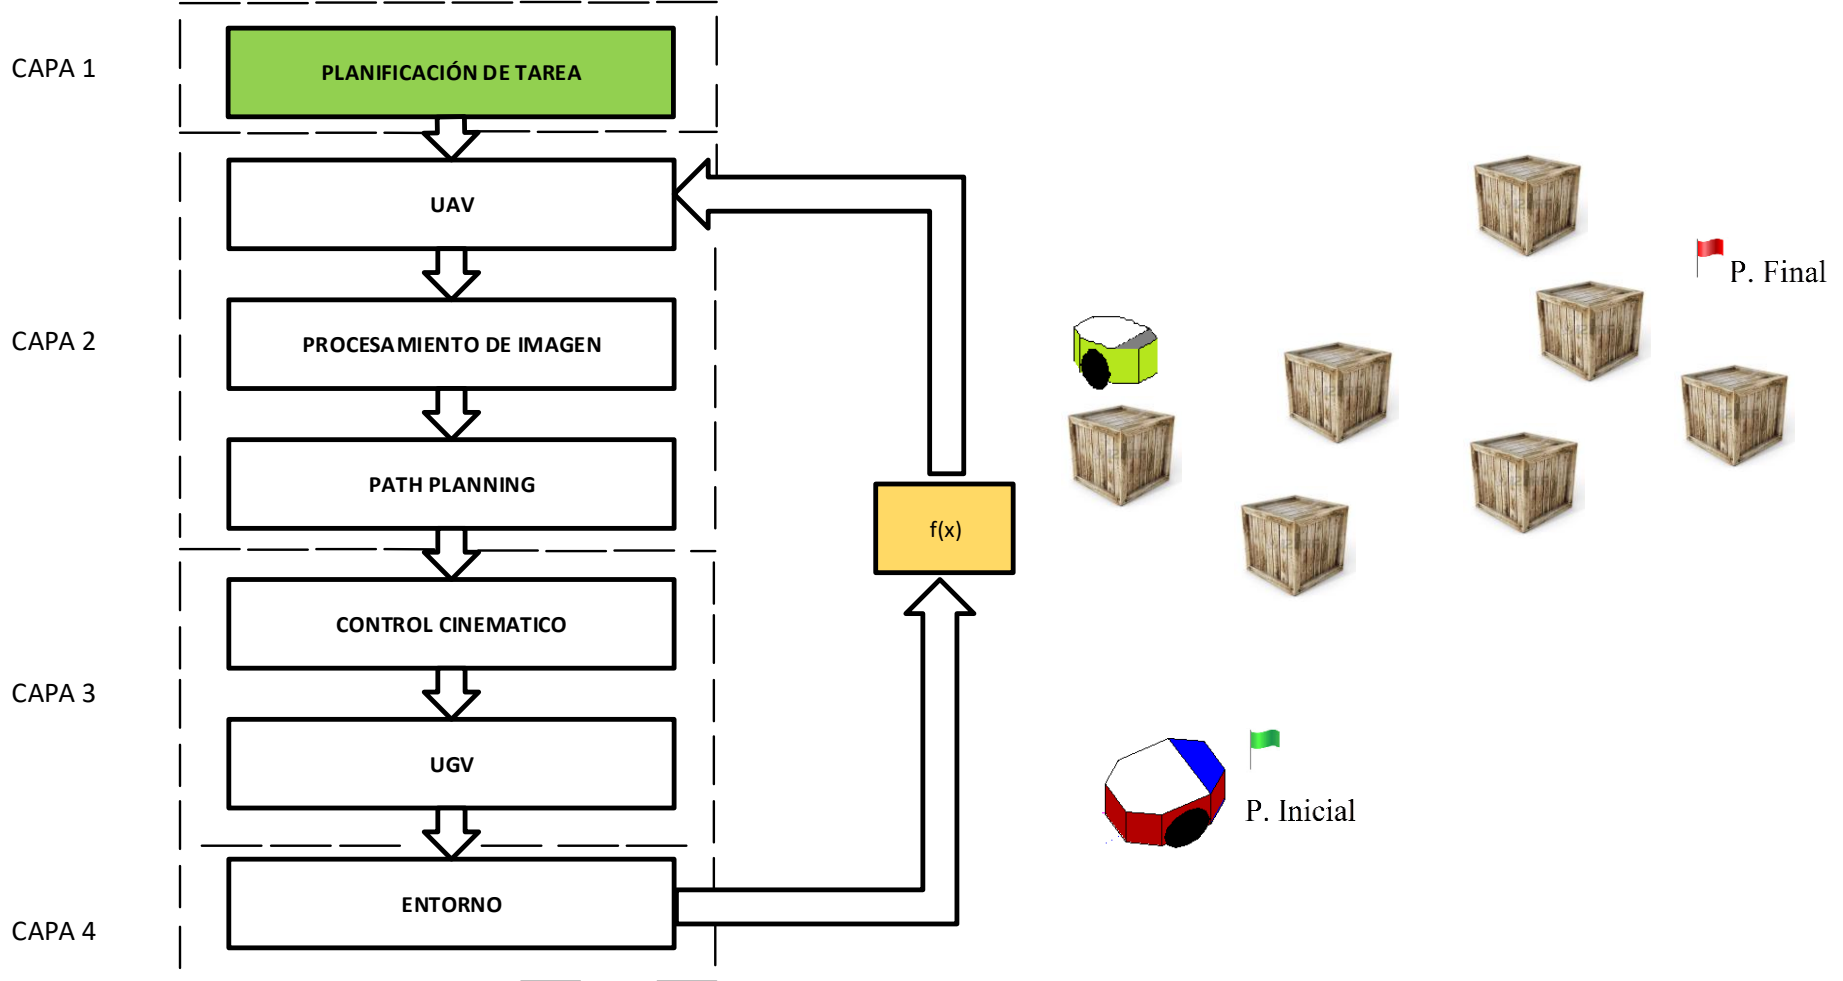 CAPA 1
PLANIFICACIÓN DE TAREA
UAV
CAPA 2
PROCESAMIENTO DE IMAGEN
PATH PLANNING
CONTROL CINEMATICO
CAPA 3
UGV
ENTORNO
CAPA 4
f(x)
P. Final
P. Inicial